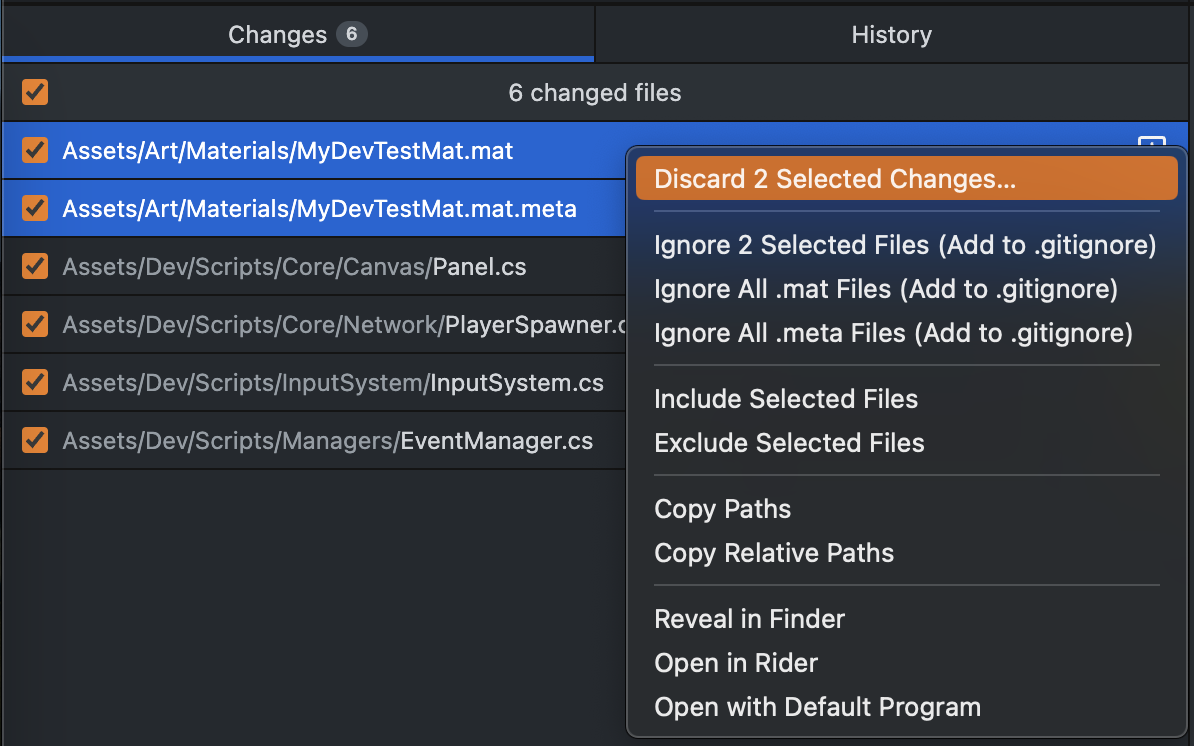 Changes 6
History
6 changed files
Assets/Art/Materials/MyDevTestMat.mat
Assets/Art/Materials/MyDevTestMat.mat.meta
Assets/Dev/Scripts/Core/Canvas/Panel.cs
Assets/Dev/Scripts/Core/Network/PlayerSpawner.c
Assets/Dev/Scripts/InputSystem/InputSystem.cs
Assets/Dev/Scripts/Managers/EventManager.cs
Discard 2 Selected Changes...
Ignore 2 Selected Files (Add to .gitignore)
Ignore All .mat Files (Add to .gitignore)
Ignore All .meta Files (Add to .gitignore)
Include Selected Files
Exclude Selected Files
Copy Paths
Copy Relative Paths
Reveal in Finder
Open in Rider
Open with Default Program